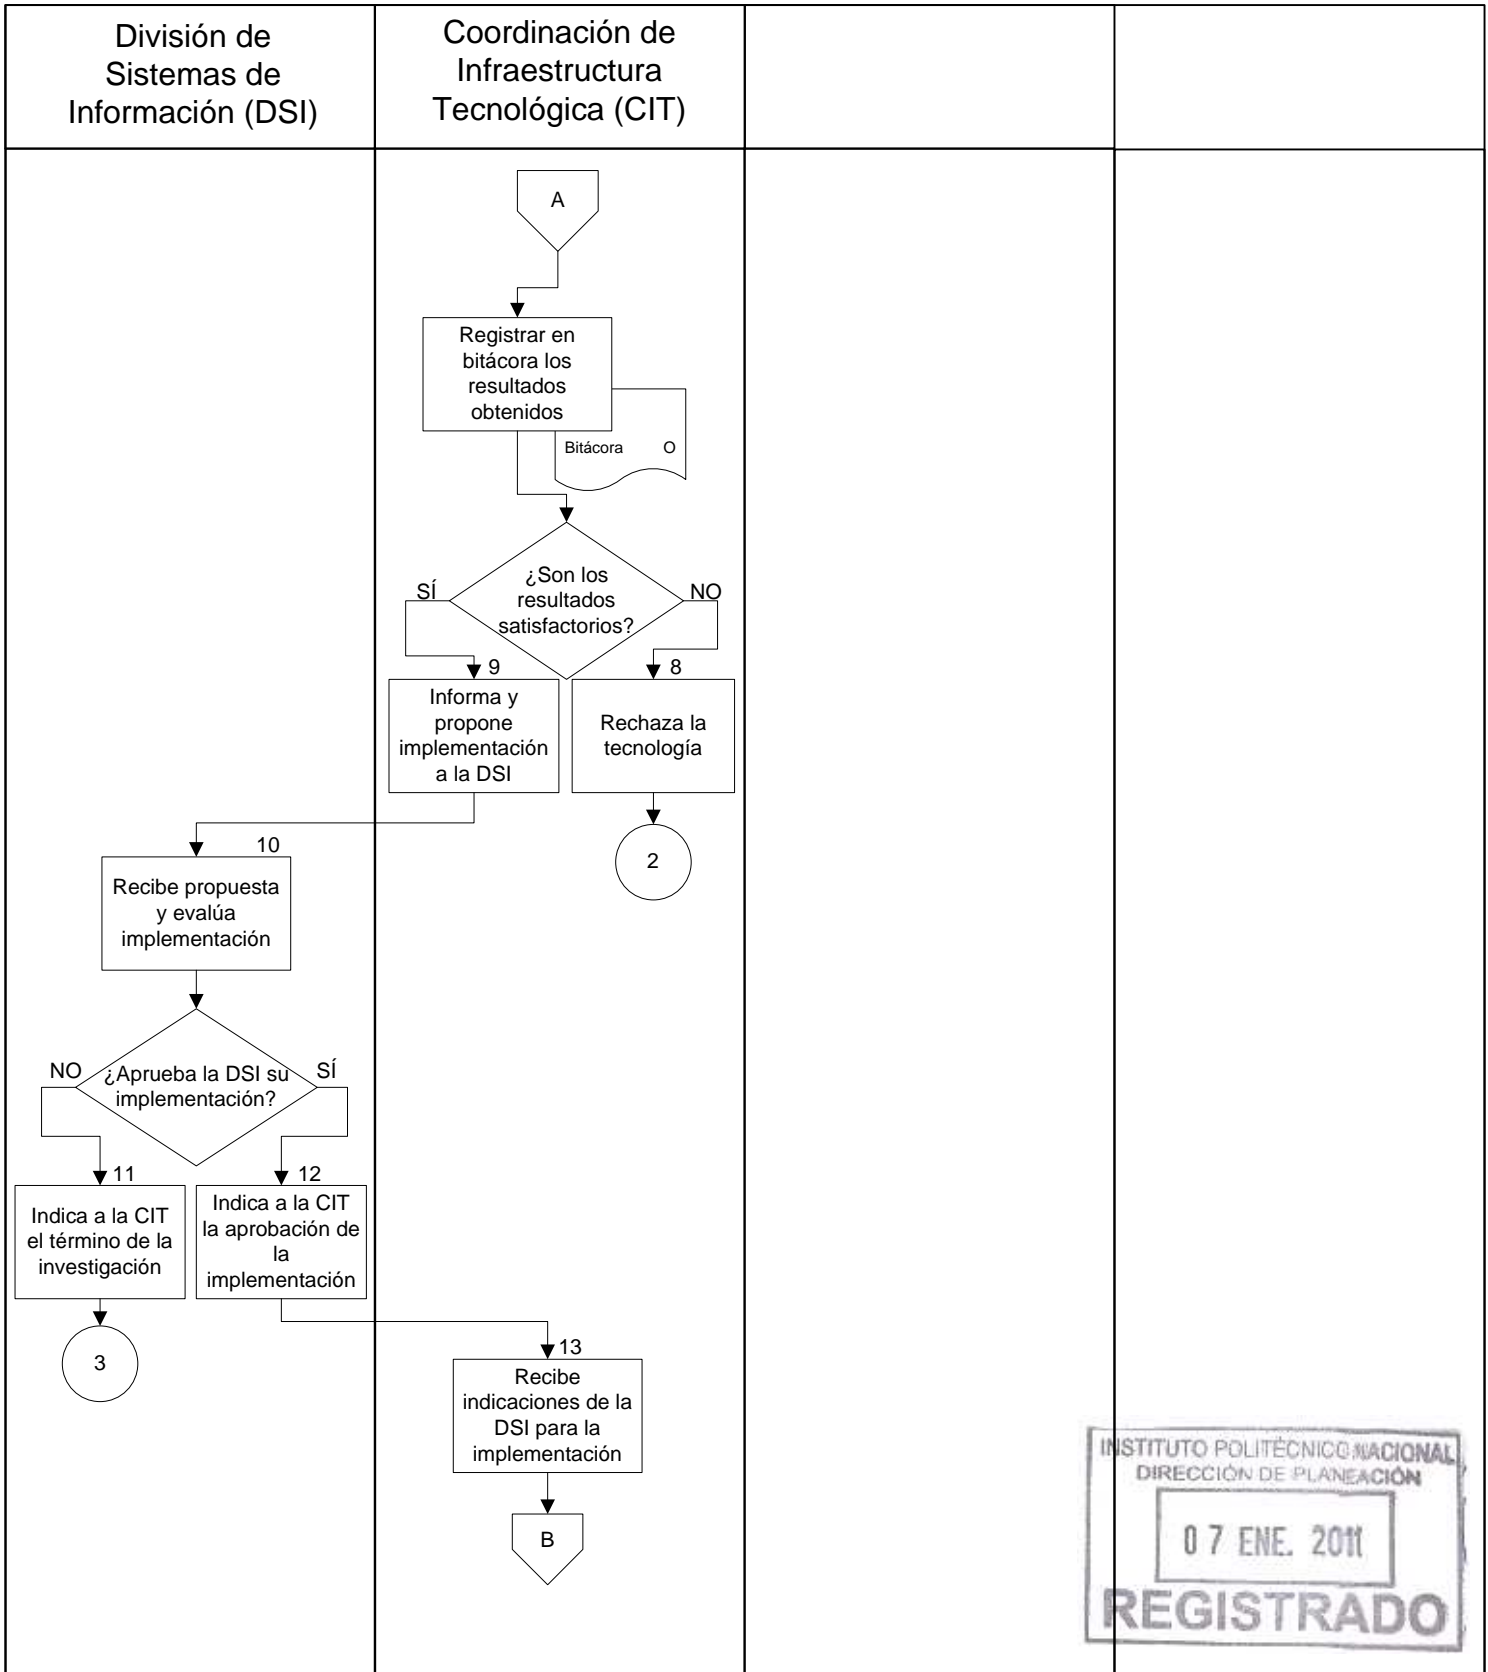 División de
Sistemas de
Información (DSI)
Coordinación de
Infraestructura
Tecnológica (CIT)
A
Registrar en
bitácora los
resultados
obtenidos
Bitácora O
¿Son los
resultados
satisfactorios?
SÍ
NO
9
Informa y
propone
implementación
a la DSI
8
Rechaza la
tecnología
2
10
Recibe propuesta
y evalúa
implementación
¿Aprueba la DSI su
implementación?
NO
SÍ
11
Indica a la CIT
el término de la
investigación
12
Indica a la CIT
la aprobación de
la
implementación
3
13
Recibe
indicaciones de la
DSI para la
implementación
B
INSTITUTO POLITÉCNICO NACIONAL
DIRECCIÓN DE PLANEACIÓN
07 ENE. 2011
REGISTRADO